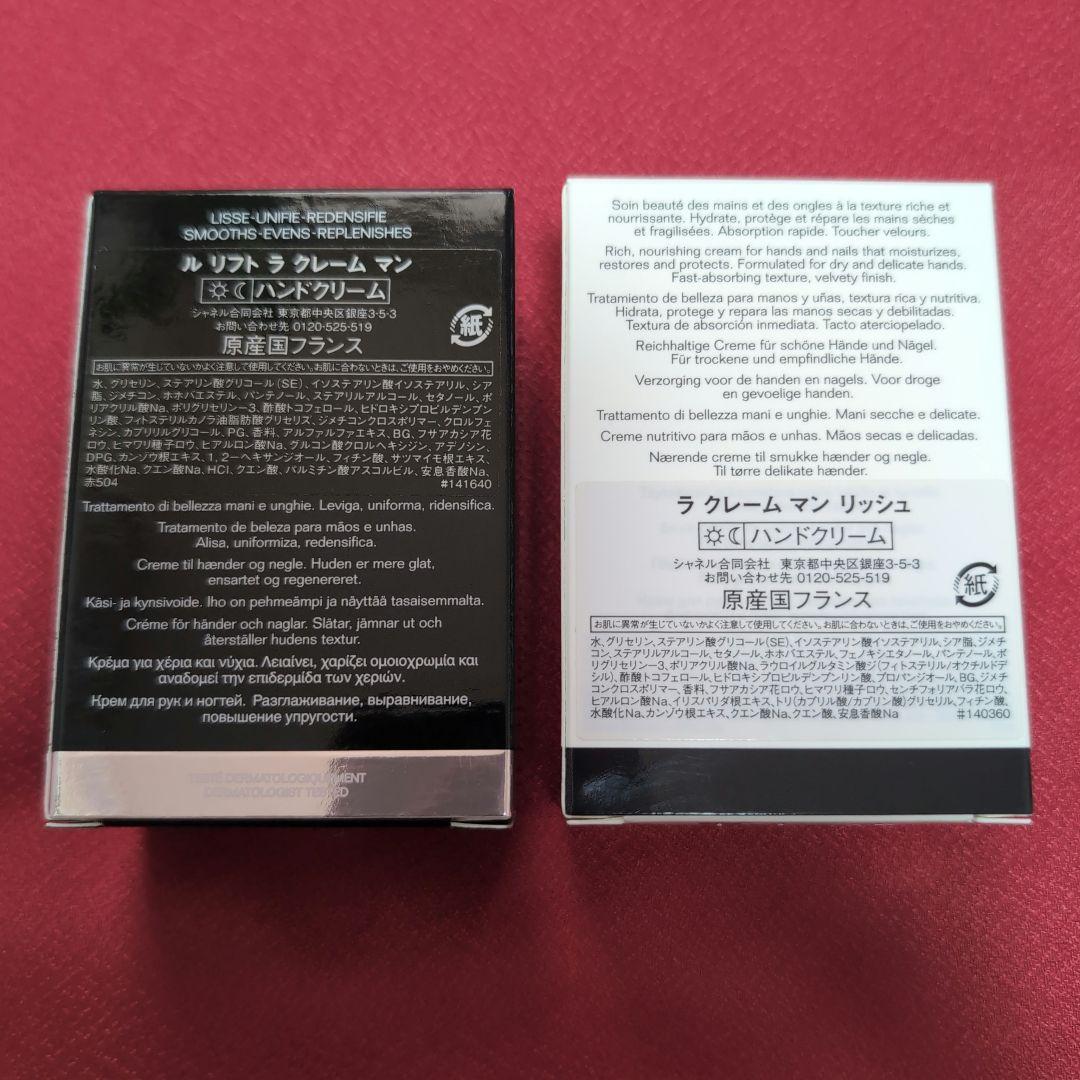 LISSE-UNIFIE-REDENSIFIE
SMOOTHS-EVENS-REPLENISHES
ル リフト ラ クレーム マン
ハンドクリーム
シャネル合同会社 東京都中央区銀座3-5-3
お問い合わせ先 0120-525-519
原産国フランス
紙
お肌に異常が生じていないかよく注意して使用してください。お肌に合わないときは、ご使用をおやめください。
水、グリセリン、ステアリン酸グリコール(SE)、イソステアリン酸イソステアリル、シア
脂、ジメチコン、ホホバエステル、パンテノール、ステアリルアルコール、セタノール、ポ
リアクリル酸Na、ポリグリセリン-3、酢酸トコフェロール、ヒドロキシプロピルデンプンリ
ン酸、フィトステリルカノラ油脂肪酸グリセリズ、ジメチコンクロスポリマー、クロルフェ
ネシン、カプリリルグリコール、PG、香料、アルファルファエキス、BG、フサアカシア花
ロウ、ヒマワリ種子ロウ、ヒアルロン酸Na、グルコン酸クロルヘキシジン、アデノシン、
DPG、カンゾウ根エキス、1,2-ヘキサンジオール、フィチン酸、サツマイモ根エキス、
水酸化Na、クエン酸Na、HCl、クエン酸、パルミチン酸アスコルビル、安息香酸Na、
赤504 #141640
Trattamento di bellezza mani e unghie. Leviga, uniforma, ridensifica.
Tratamento de beleza para mãos e unhas.
Alisa, uniformiza, redensifica.
Creme til hænder og negle. Huden er mere glat,
ensartet og regenereret.
Käsi- ja kynsivoide. Iho on pehmeämpi ja näyttää tasaisemmalta.
Créme för händer och naglar. Slätar, jämnar ut och
återställer hudens textur.
Κρέμα για χέρια και νύχια. Λειαίνει, χαρίζει ομοιοχρωμία και
αναδομεί την επιδερμίδα των χεριών.
Крем для рук и ногтей. Разглаживание, выравнивание,
повышение упругости.
TESTÉ DERMATOLOGIQUEMENT
DERMATOLOGIST TESTED
Soin beauté des mains et des ongles à la texture riche et
nourrissante. Hydrate, protège et répare les mains sèches
et fragilisées. Absorption rapide. Toucher velours.
Rich, nourishing cream for hands and nails that moisturizes,
restores and protects. Formulated for dry and delicate hands.
Fast-absorbing texture, velvety finish.
Tratamiento de belleza para manos y uñas, textura rica y nutritiva.
Hidrata, protege y repara las manos secas y debilitadas.
Textura de absorción inmediata. Tacto aterciopelado.
Reichhaltige Creme für schöne Hände und Nägel.
Für trockene und empfindliche Hände.
Verzorging voor de handen en nagels. Voor droge
en gevoelige handen.
Trattamento di bellezza mani e unghie. Mani secche e delicate.
Creme nutritivo para mãos e unhas. Mãos secas e delicadas.
Nærende creme til smukke hænder og negle.
Til tørre delikate hænder.
ラ クレーム マン リッシュ
ハンドクリーム
シャネル合同会社 東京都中央区銀座3-5-3
お問い合わせ先 0120-525-519
原産国フランス
紙
お肌に異常が生じていないかよく注意して使用してください。お肌に合わないときは、ご使用をおやめください。
水、グリセリン、ステアリン酸グリコール(SE)、イソステアリン酸イソステアリル、シア脂、ジメチ
コン、ステアリルアルコール、セタノール、ホホバエステル、フェノキシエタノール、パンテノール、ポ
リグリセリン-3、ポリアクリル酸Na、ラウロイルグルタミン酸ジ(フィトステリル/オクチルドデ
シル)、酢酸トコフェロール、ヒドロキシプロピルデンプンリン酸、プロパンジオール、BG、ジメチ
コンクロスポリマー、香料、フサアカシア花ロウ、ヒマワリ種子ロウ、センチフォリアバラ花ロウ、
ヒアルロン酸Na、イリスパリダ根エキス、トリ(カプリル酸/カプリン酸)グリセリル、フィチン酸、
水酸化Na、カンゾウ根エキス、クエン酸Na、クエン酸、安息香酸Na #140360